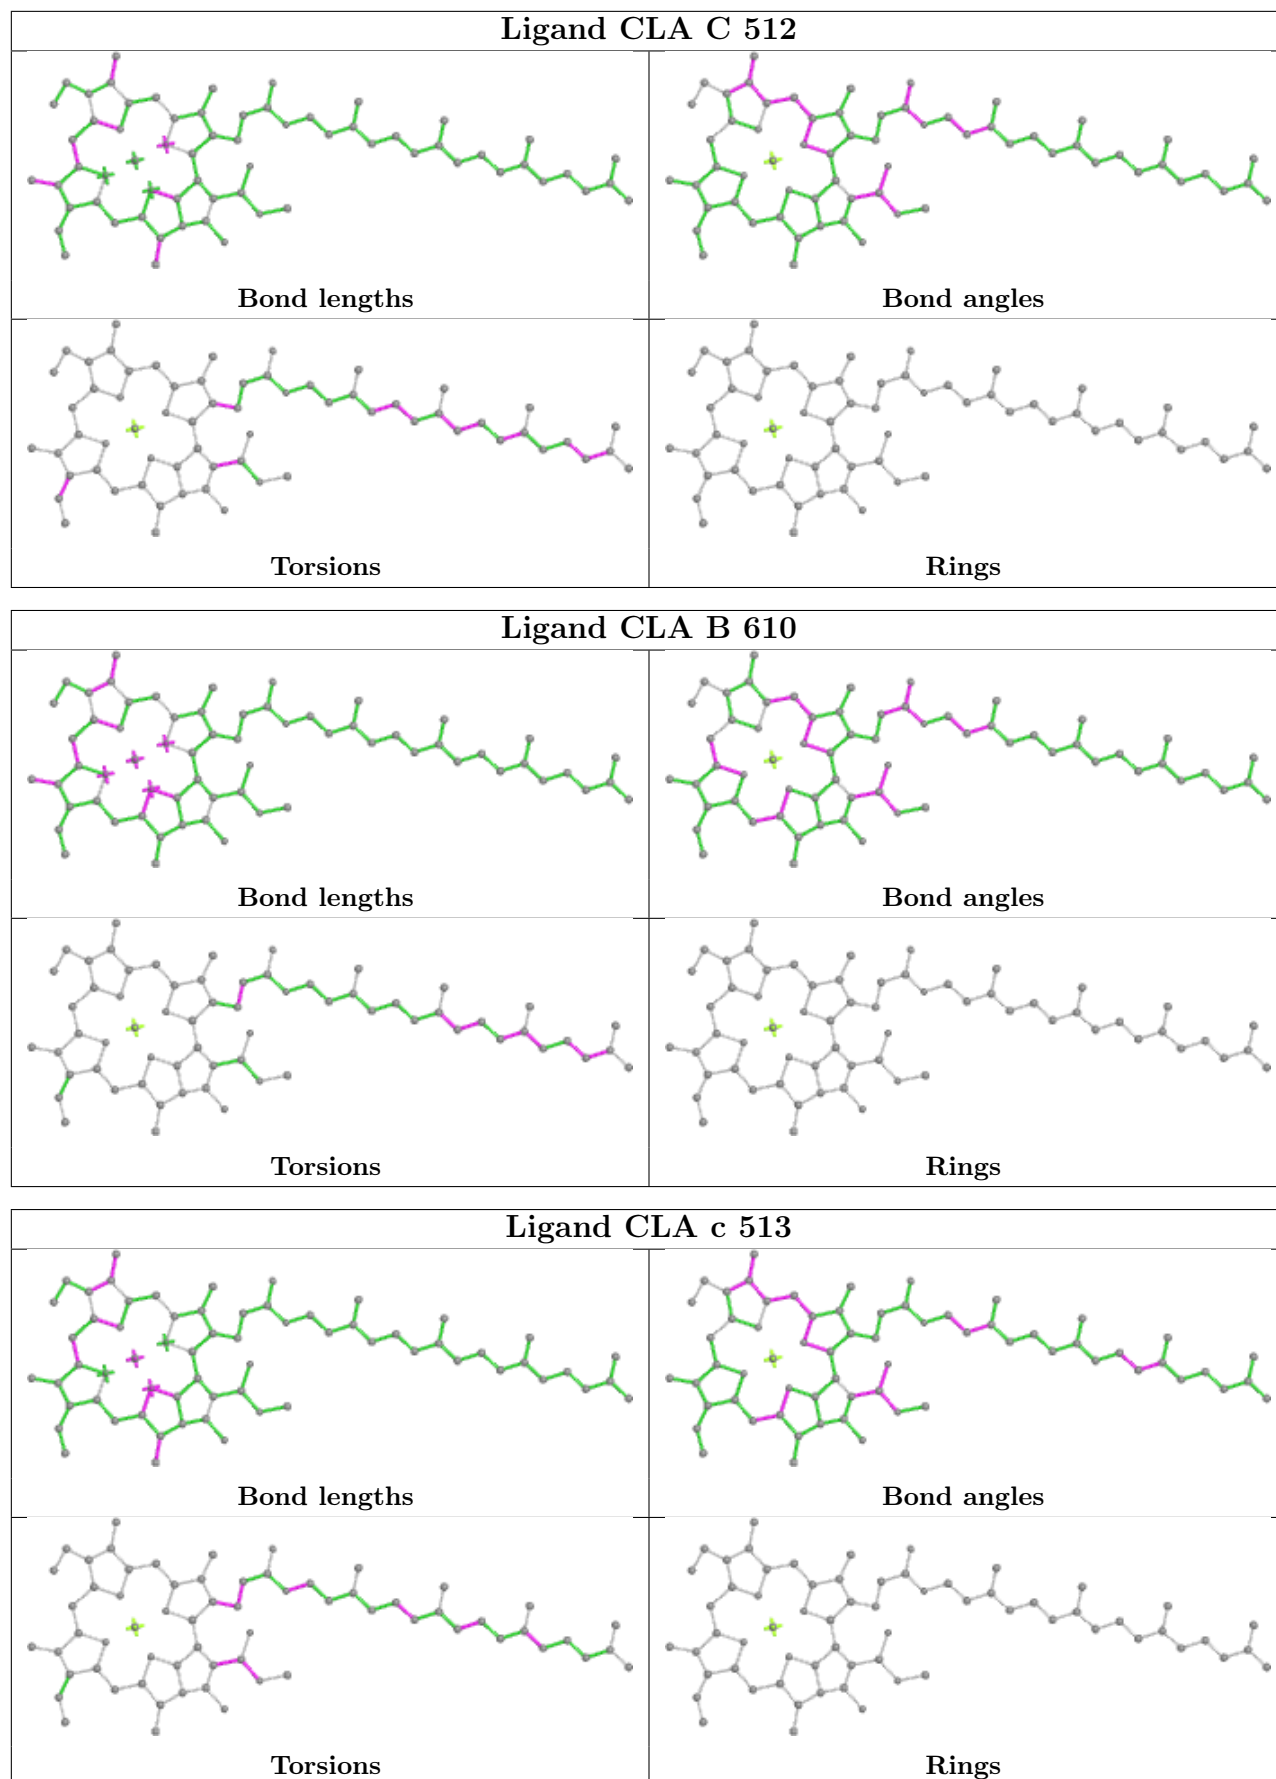 Ligand CLA C 512
Bond lengths
Bond angles
Torsions
Rings
Ligand CLA B 610
Bond lengths
Bond angles
Torsions
Rings
Ligand CLA c 513
Bond lengths
Bond angles
Torsions
Rings